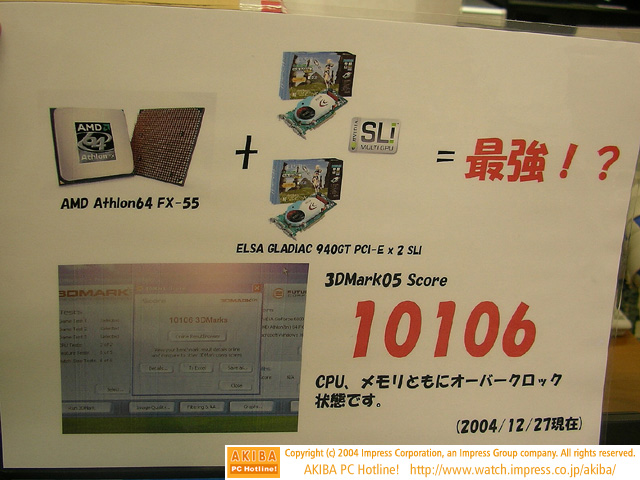 AMD
64
Athlon
+
NVIDIA
SLI
MULTI GPU
= 最強！？
AMD Athlon64 FX-55
ELSA GLADIAC 940GT PCI-E x 2 SLI
3DMARK
10106 3DMarks
Close
3DMark05 Score
10106
CPU、メモリともにオーバークロック
状態です。
(2004/12/27現在)
AKIBA
PC Hotline!
Copyright (c) 2004 Impress Corporation, an Impress Group company. All rights reserved.
AKIBA PC Hotline! http://www.watch.impress.co.jp/akiba/